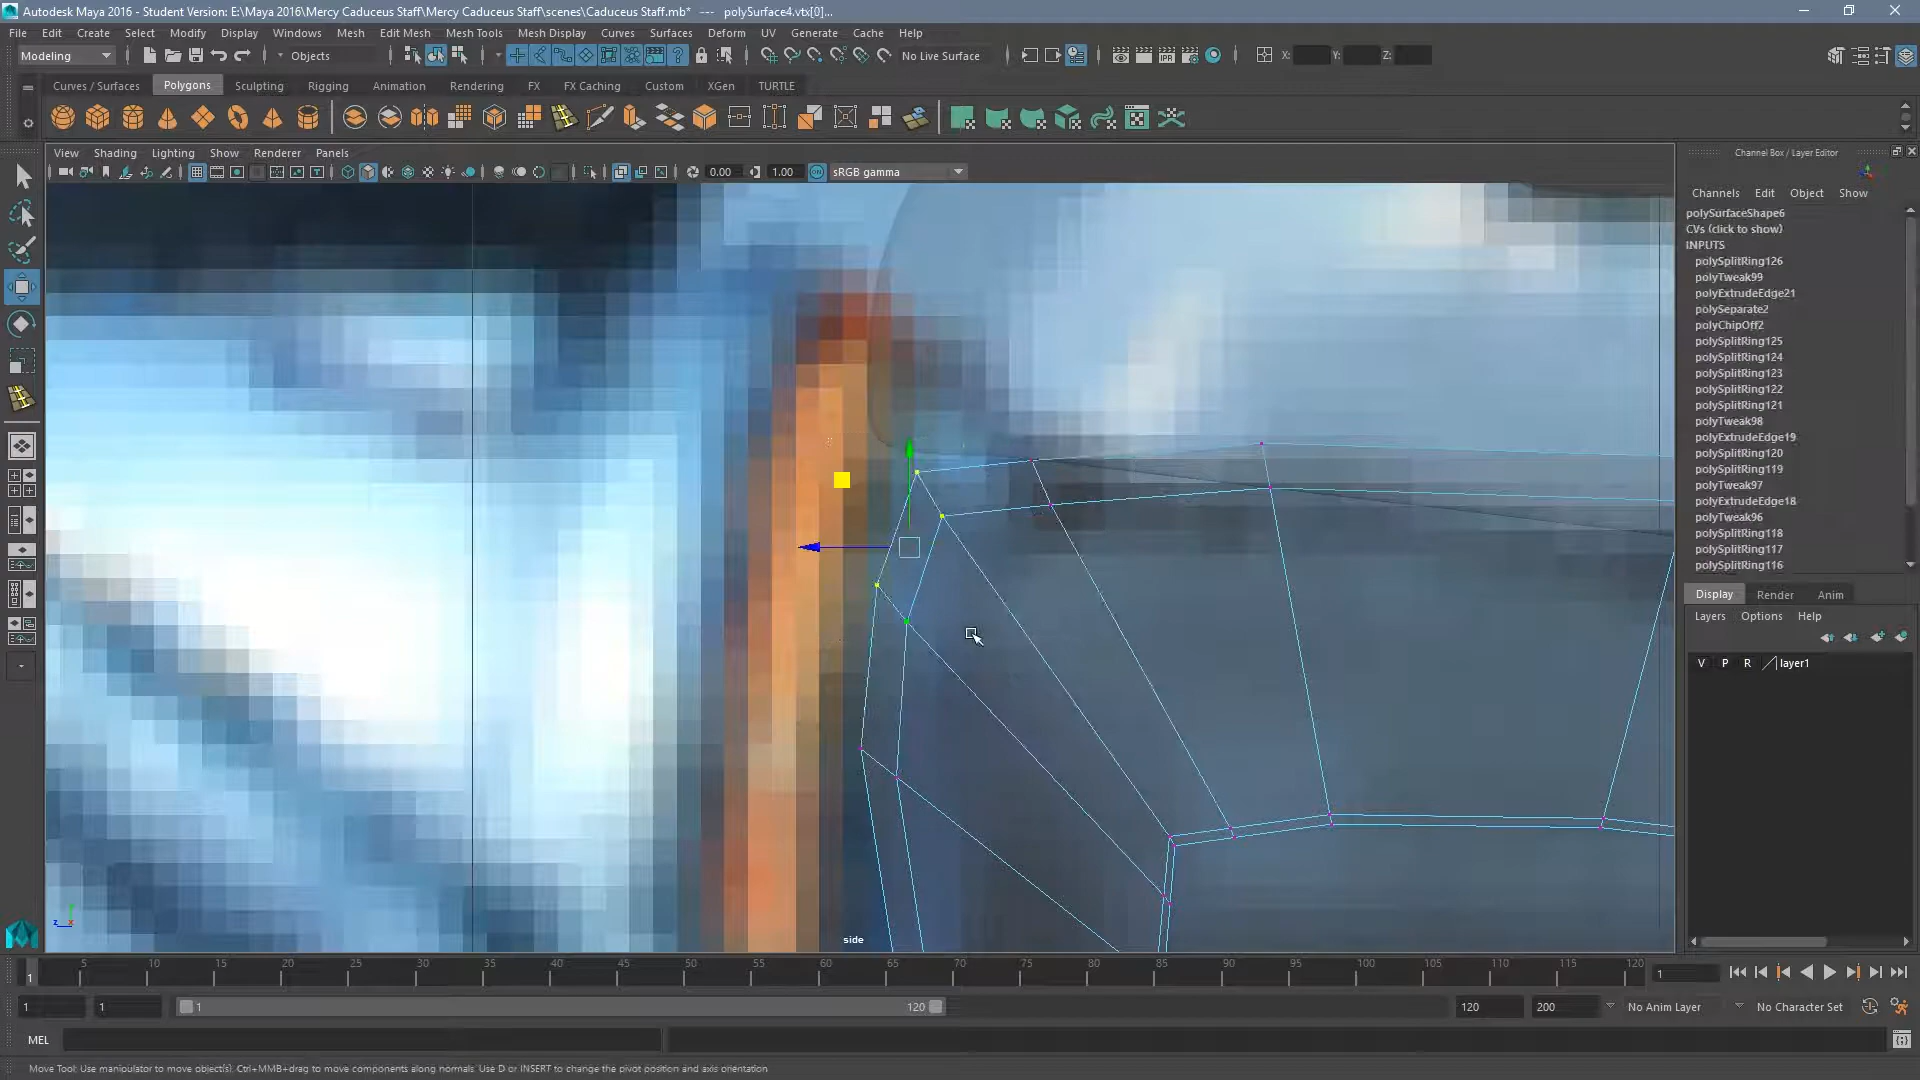 Autodesk Maya 2016 - Student Version: E:\Maya 2016\Mercy Caduceus Staff\Mercy Caduceus Staff\scenes\Caduceus Staff.mb* --- polySurface4.vtx[0]...
File Edit Create Select Modify Display Windows Mesh Edit Mesh Mesh Tools Mesh Display Curves Surfaces Deform UV Generate Cache Help
Modeling Objects No Live Surface X: Y: Z:
Curves / Surfaces Polygons Sculpting Rigging Animation Rendering FX FX Caching Custom XGen TURTLE
View Shading Lighting Show Renderer Panels
0.00 1.00 sRGB gamma
Channel Box / Layer Editor
Channels Edit Object Show
polySurfaceShape6
CVs (click to show)
INPUTS
polySplitRing126
polyTweak99
polyExtrudeEdge21
polySeparate2
polyChipOff2
polySplitRing125
polySplitRing124
polySplitRing123
polySplitRing122
polySplitRing121
polyTweak98
polyExtrudeEdge19
polySplitRing120
polySplitRing119
polyTweak97
polyExtrudeEdge18
polyTweak96
polySplitRing118
polySplitRing117
polySplitRing116
Display Render Anim
Layers Options Help
V P R layer1
side
z x
5 10 15 20 25 30 35 40 45 50 55 60 65 70 75 80 85 90 95 100 105 110 115 120
1 1
1 1 1 120 120 200 No Anim Layer No Character Set
MEL
Move Tool: Use manipulator to move object(s). Ctrl+MMB+drag to move components along normals. Use D or INSERT to change the pivot position and axis orientation.